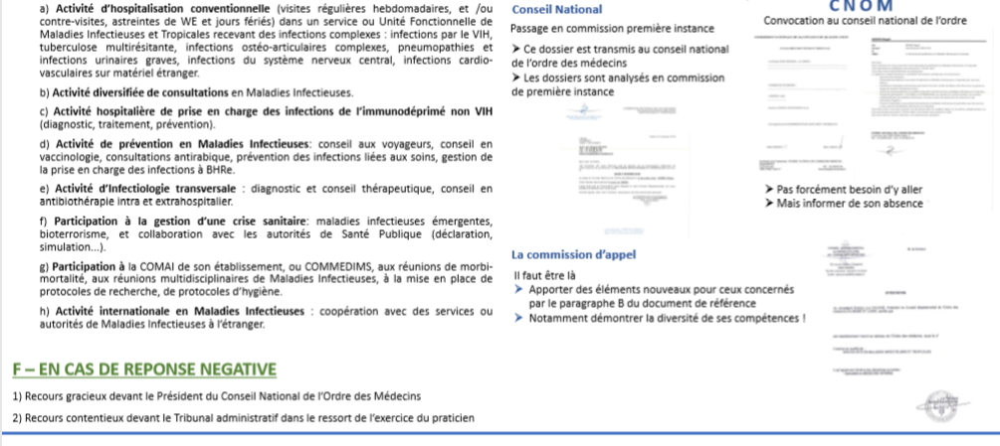 a) Activité d'hospitalisation conventionnelle (visites régulières hebdomadaires, et /ou
contre-visites, astreintes de WE et jours fériés) dans un service ou Unité Fonctionnelle de
Maladies Infectieuses et Tropicales recevant des infections complexes : infections par le VIH,
tuberculose multirésitante, infections ostéo-articulaires complexes, pneumopathies et
infections urinaires graves, infections du système nerveux central, infections cardio-
vasculaires sur matériel étranger.
b) Activité diversifiée de consultations en Maladies Infectieuses.
c) Activité hospitalière de prise en charge des infections de l'immunodéprimé non VIH
(diagnostic, traitement, prévention).
d) Activité de prévention en Maladies Infectieuses: conseil aux voyageurs, conseil en
vaccinologie, consultations antirabique, prévention des infections liées aux soins, gestion de
la prise en charge des infections à BHRe.
e) Activité d'Infectiologie transversale : diagnostic et conseil thérapeutique, conseil en
antibiothérapie intra et extrahospitalier.
f) Participation à la gestion d'une crise sanitaire: maladies infectieuses émergentes,
bioterrorisme, et collaboration avec les autorités de Santé Publique (déclaration,
simulation...).
g) Participation à la COMAI de son établissement, ou COMMEDIMS, aux réunions de morbi-
mortalité, aux réunions multidisciplinaires de Maladies Infectieuses, à la mise en place de
protocoles de recherche, de protocoles d'hygiène.
h) Activité internationale en Maladies Infectieuses : coopération avec des services ou
autorités de Maladies Infectieuses à l'étranger.
F – EN CAS DE REPONSE NEGATIVE
1) Recours gracieux devant le Président du Conseil National de l'Ordre des Médecins
2) Recours contentieux devant le Tribunal administratif dans le ressort de l'exercice du praticien
Conseil National
Passage en commission première instance
➤ Ce dossier est transmis au conseil national
de l'ordre des médecins
➤ Les dossiers sont analysés en commission
de première instance
La commission d'appel
Il faut être là
➤ Apporter des éléments nouveaux pour ceux concernés
par le paragraphe B du document de référence
➤ Notamment démontrer la diversité de ses compétences !
CNOM
Convocation au conseil national de l'ordre
➤ Pas forcément besoin d'y aller
➤ Mais informer de son absence